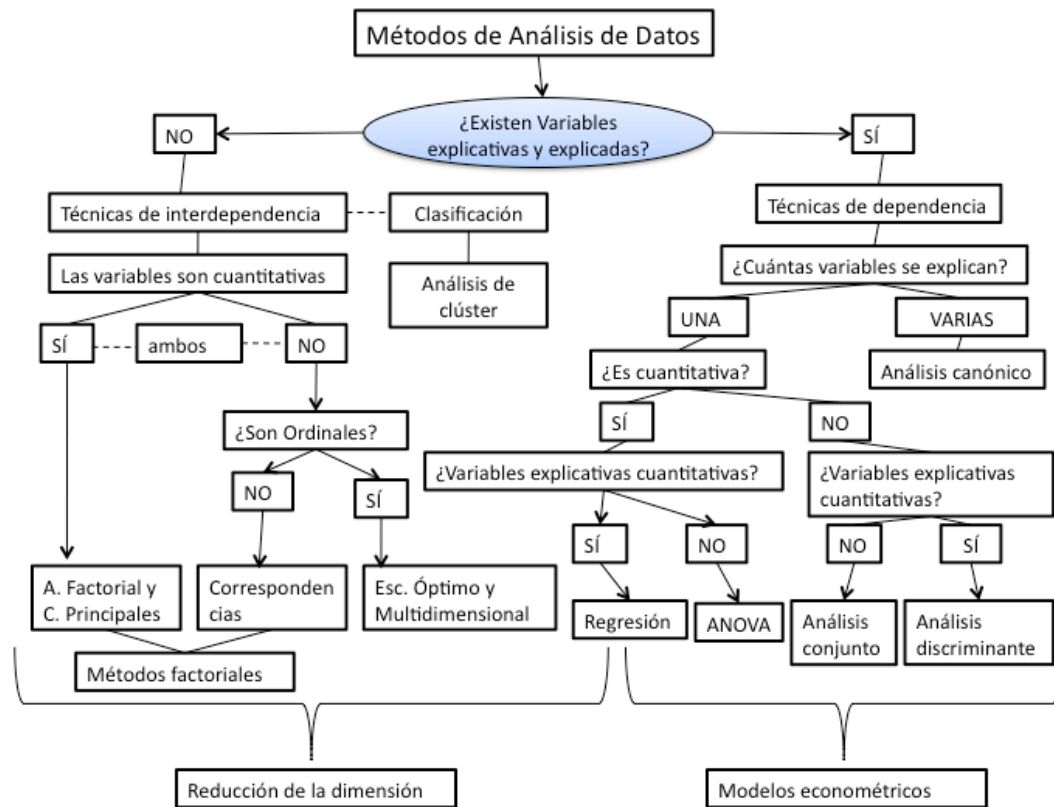 Métodos de Análisis de Datos
¿Existen Variables
explicativas y explicadas?
NO
SÍ
Técnicas de interdependencia
Clasificación
Técnicas de dependencia
Las variables son cuantitativas
Análisis de
clúster
¿Cuántas variables se explican?
SÍ
ambos
NO
UNA
VARIAS
¿Es cuantitativa?
Análisis canónico
¿Son Ordinales?
SÍ
NO
NO
SÍ
¿Variables explicativas cuantitativas?
¿Variables explicativas
cuantitativas?
SÍ
NO
NO
SÍ
A. Factorial y
C. Principales
Corresponden
cias
Esc. Óptimo y
Multidimensional
Regresión
ANOVA
Análisis
conjunto
Análisis
discriminante
Métodos factoriales
Reducción de la dimensión
Modelos econométricos